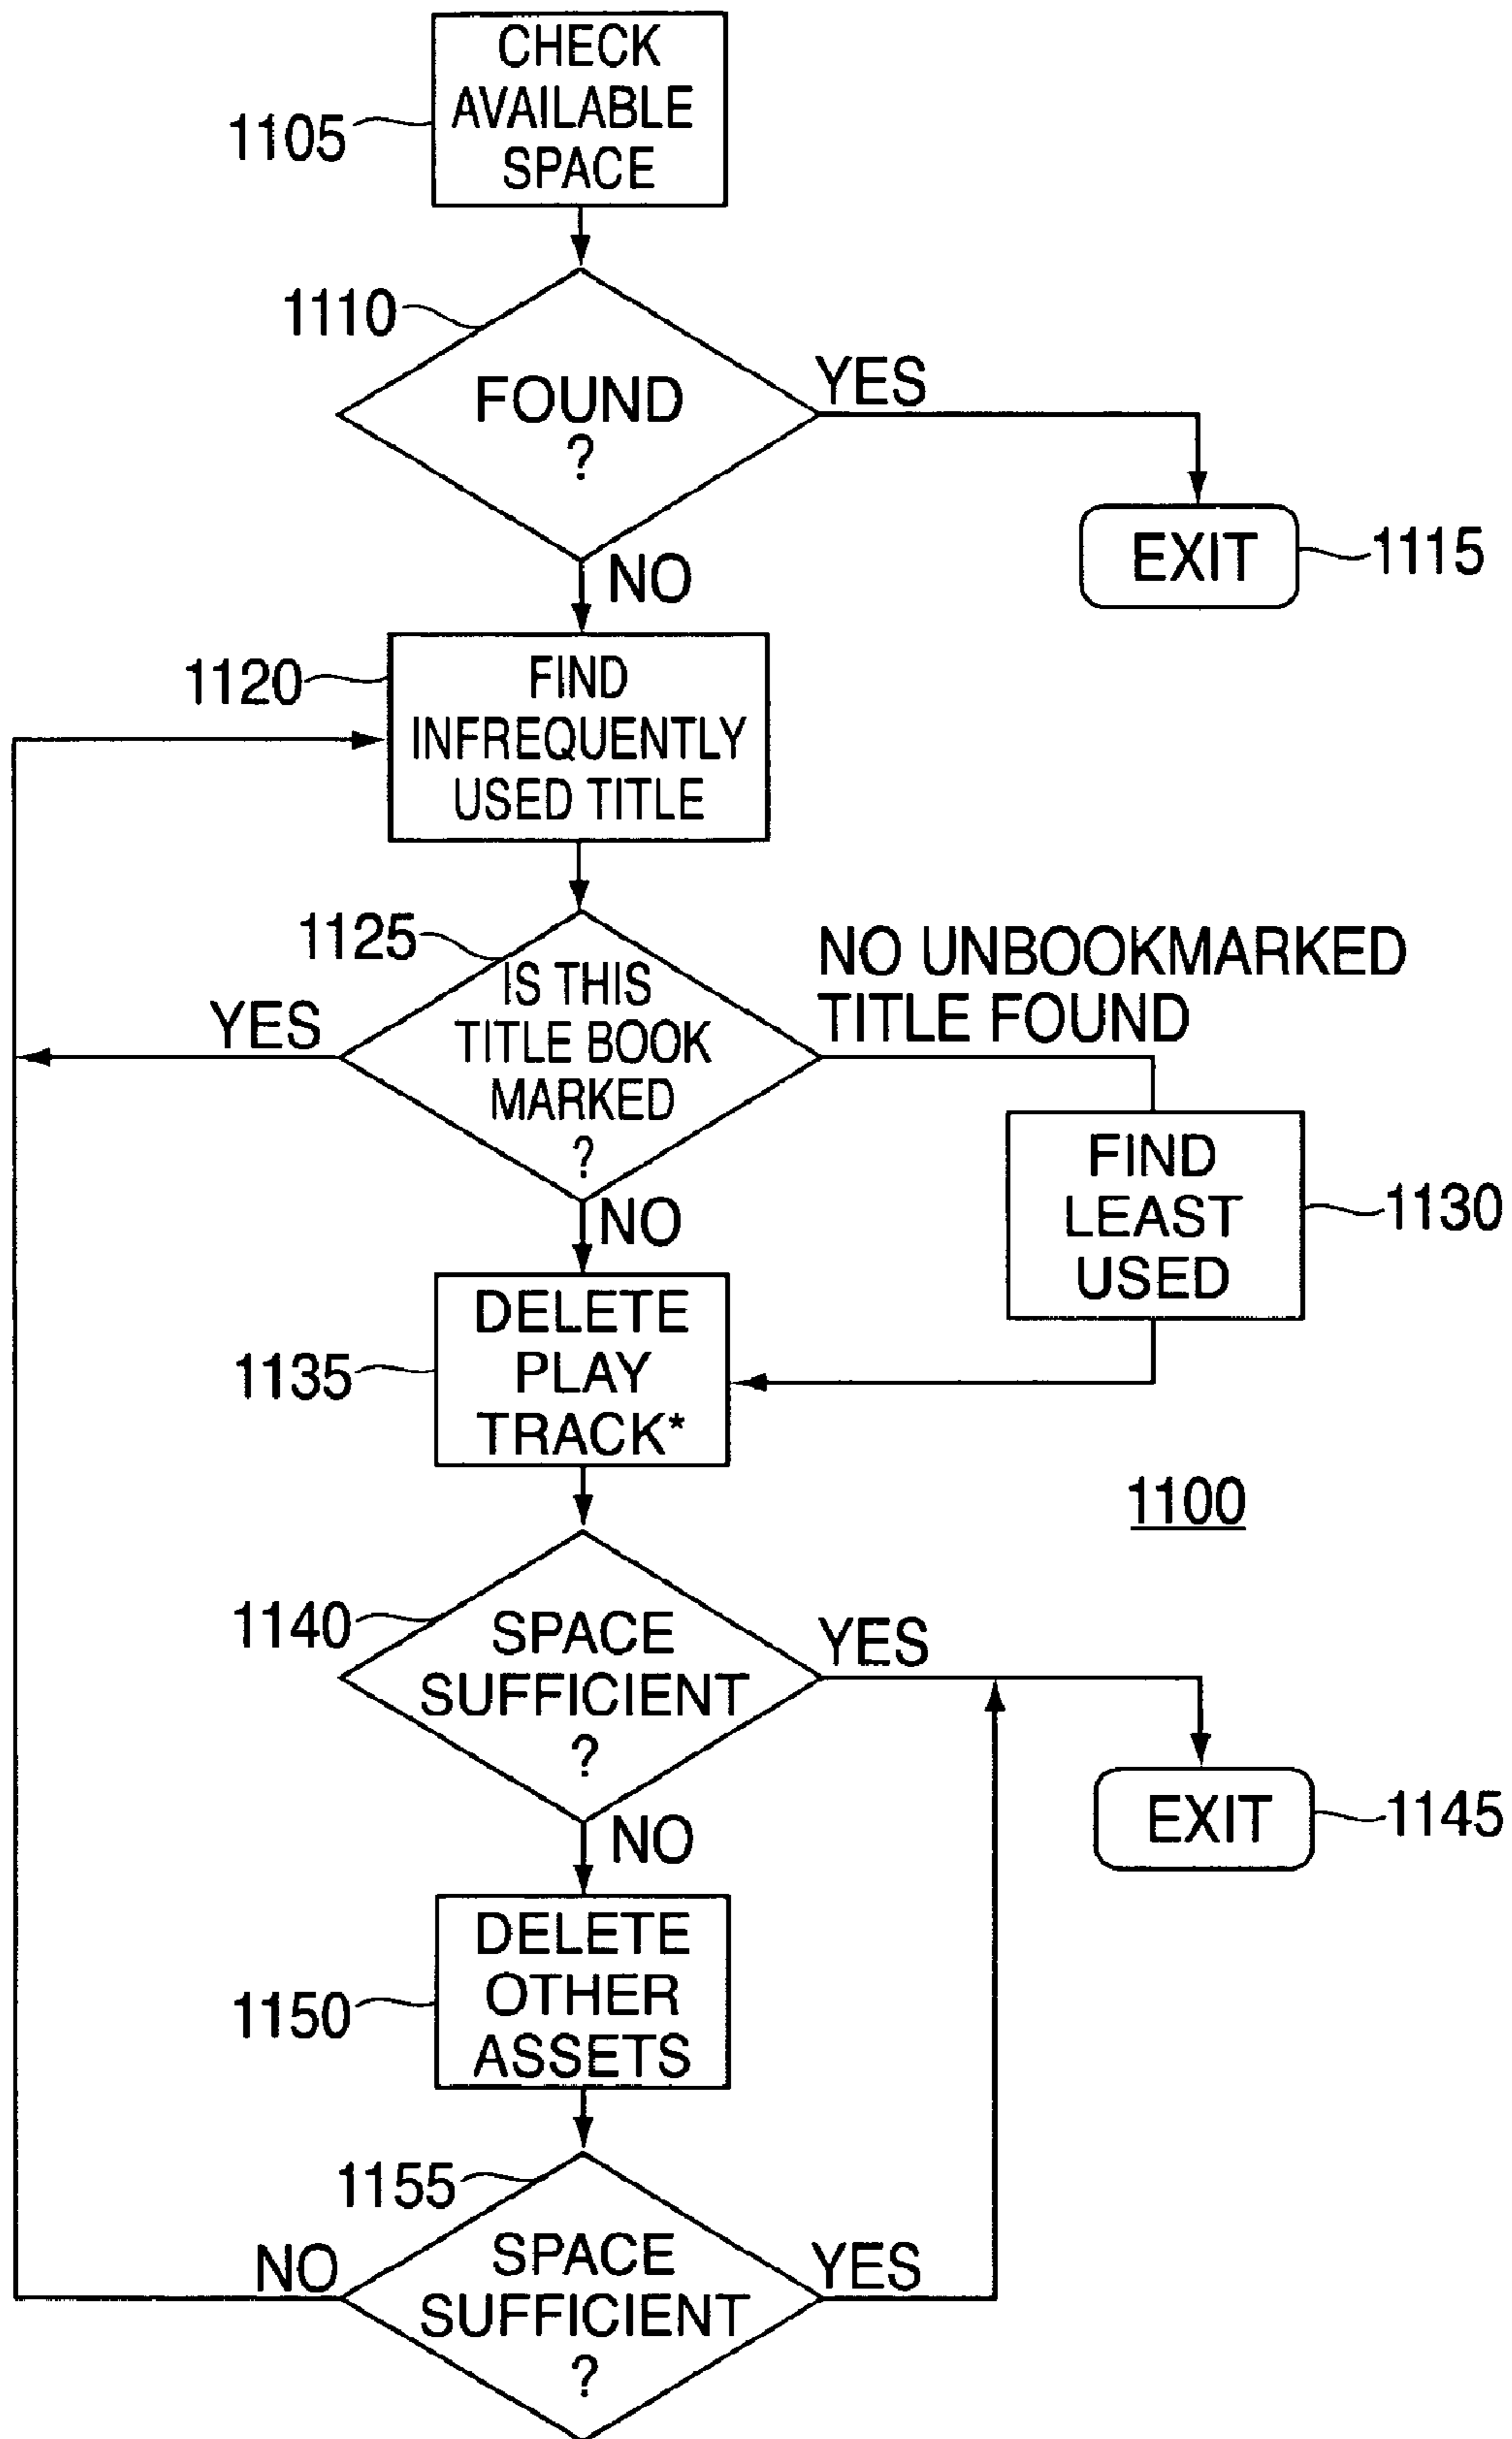 CHECK
AVAILABLE
SPACE
1105
1110
FOUND
?
YES
EXIT
1115
NO
1120
FIND
INFREQUENTLY
USED TITLE
1125
IS THIS
TITLE BOOK
MARKED
?
YES
NO UNBOOKMARKED
TITLE FOUND
FIND
LEAST
USED
1130
NO
DELETE
PLAY
TRACK*
1135
1100
1140
SPACE
SUFFICIENT
?
YES
EXIT
1145
NO
DELETE
OTHER
ASSETS
1150
1155
SPACE
SUFFICIENT
?
NO
YES